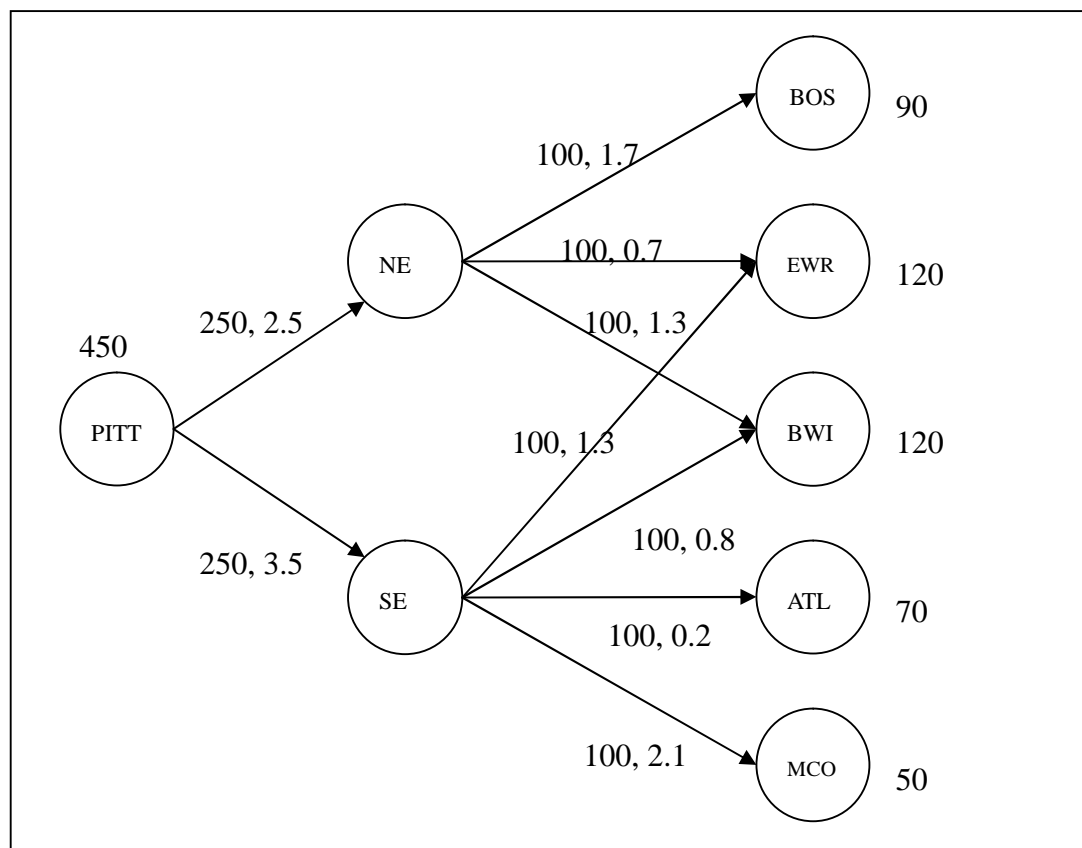 BOS
90
100, 1.7
NE
100, 0.7
EWR
120
250, 2.5
100, 1.3
450
PITT
BWI
120
100, 1.3
250, 3.5
100, 0.8
SE
ATL
70
100, 0.2
100, 2.1
MCO
50